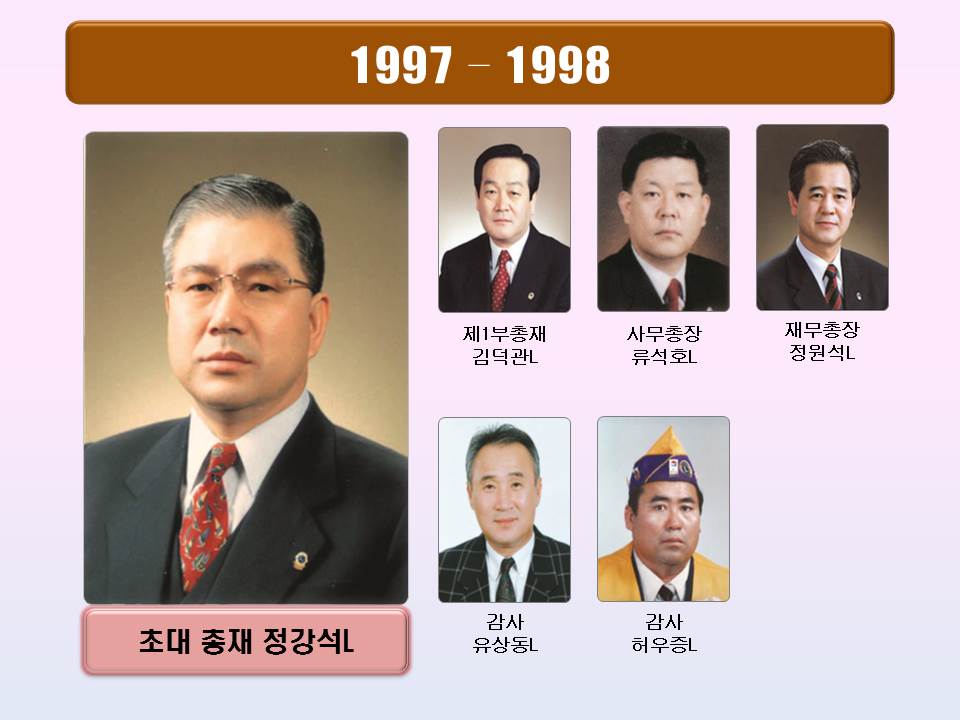 1997 – 1998
제1부총재
김덕관L
사무총장
류석호L
재무총장
정원석L
초대 총재 정강석L
감사
유상동L
감사
허우증L